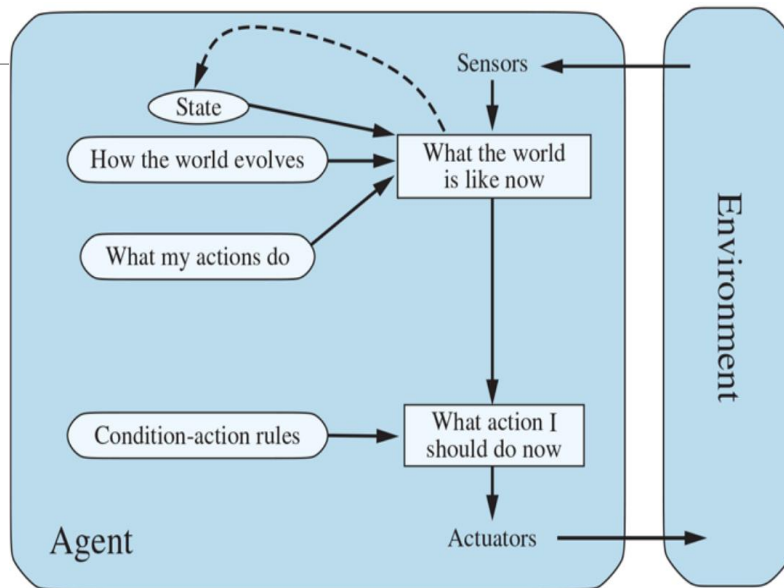 Sensors
State
How the world evolves
What the world
is like now
What my actions do
Environment
Condition-action rules
What action I
should do now
Agent
Actuators